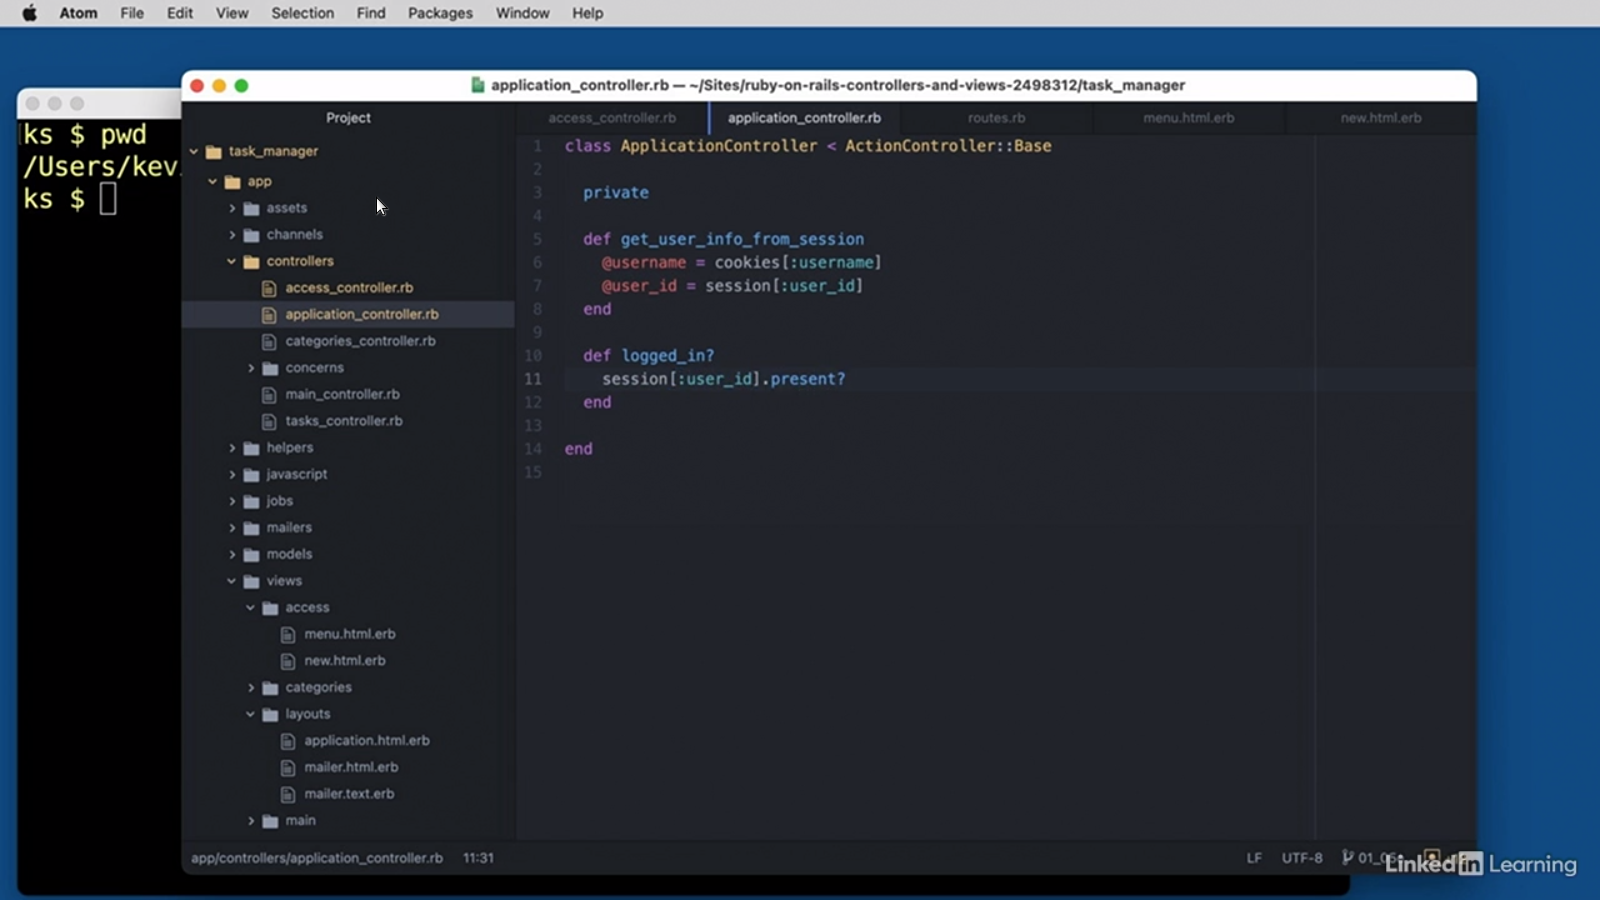 Atom File Edit View Selection Find Packages Window Help
application_controller.rb — ~/Sites/ruby-on-rails-controllers-and-views-2498312/task_manager
ks $ pwd
/Users/kev
ks $
Project
task_manager
app
assets
channels
controllers
access_controller.rb
application_controller.rb
categories_controller.rb
concerns
main_controller.rb
tasks_controller.rb
helpers
javascript
jobs
mailers
models
views
access
menu.html.erb
new.html.erb
categories
layouts
application.html.erb
mailer.html.erb
mailer.text.erb
main
access_controller.rb application_controller.rb routes.rb menu.html.erb new.html.erb
1 class ApplicationController < ActionController::Base
2
3 private
4
5 def get_user_info_from_session
6 @username = cookies[:username]
7 @user_id = session[:user_id]
8 end
9
10 def logged_in?
11 session[:user_id].present?
12 end
13
14 end
15
app/controllers/application_controller.rb 11:31 LF UTF-8
LinkedIn Learning